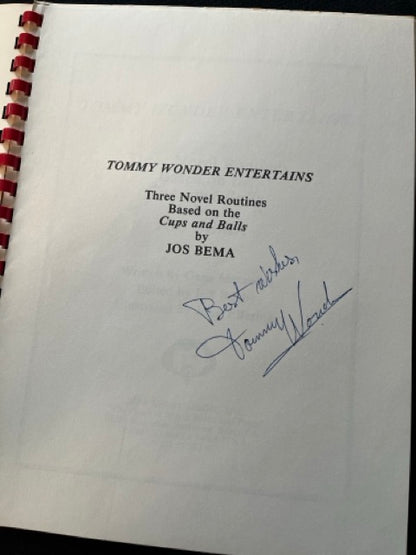 TOMMY WONDER ENTERTAINS
Three Novel Routines
Based on the
Cups and Balls
by
JOS BEMA
Best wishes,
Tommy Wonder